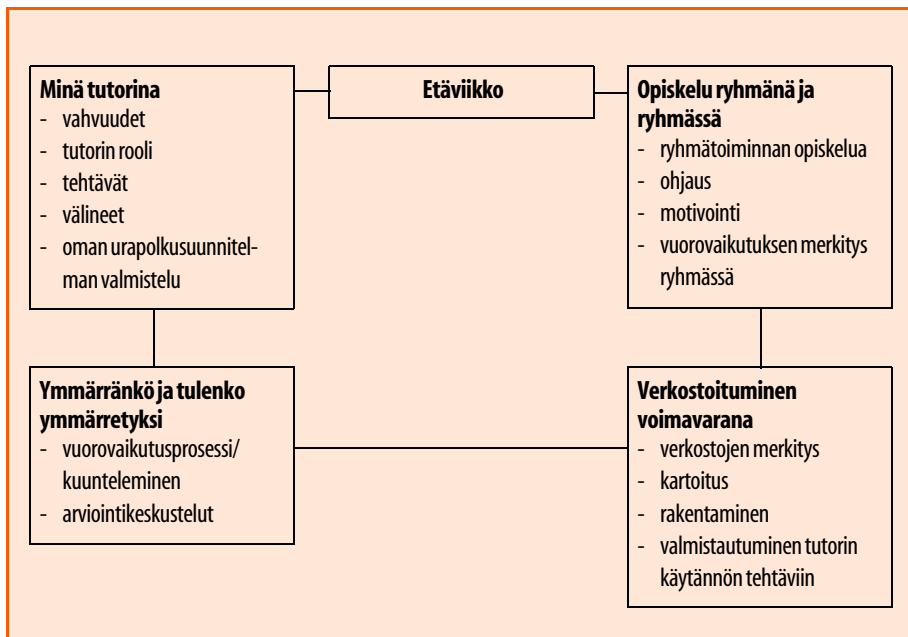 Minä tutorina
- vahvuudet
- tutorin rooli
- tehtävät
- välineet
- oman urapolkusuunnitel-
man valmistelu
Etäviikko
Opiskelu ryhmänä ja
ryhmässä
- ryhmätoiminnan opiskelua
- ohjaus
- motivointi
- vuorovaikutuksen merkitys
ryhmässä
Ymmärränkö ja tulenko
ymmärretyksi
- vuorovaikutusprosessi/
kuunteleminen
- arviointikeskustelut
Verkostoituminen
voimavarana
- verkostojen merkitys
- kartoitus
- rakentaminen
- valmistautuminen tutorin
käytännön tehtäviin